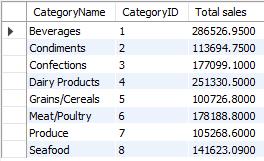 CategoryName CategoryID Total sales
Beverages 1 286526.9500
Condiments 2 113694.7500
Confections 3 177099.1000
Dairy Products 4 251330.5000
Grains/Cereals 5 100726.8000
Meat/Poultry 6 178188.8000
Produce 7 105268.6000
Seafood 8 141623.0900